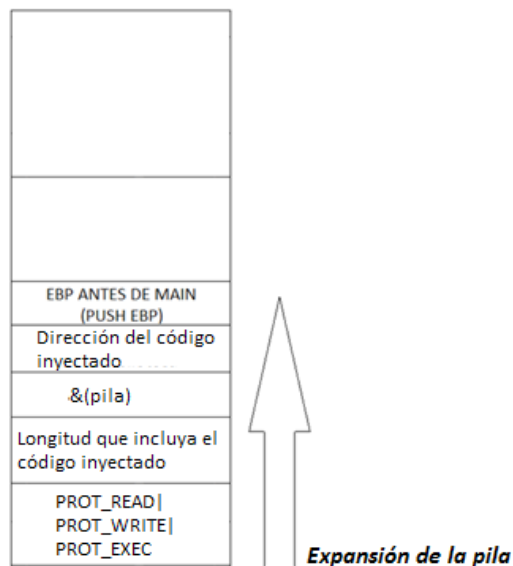 EBP ANTES DE MAIN
(PUSH EBP)
Dirección del código
inyectado
&(pila)
Longitud que incluya el
código inyectado
PROT_READ|
PROT_WRITE|
PROT_EXEC
Expansión de la pila